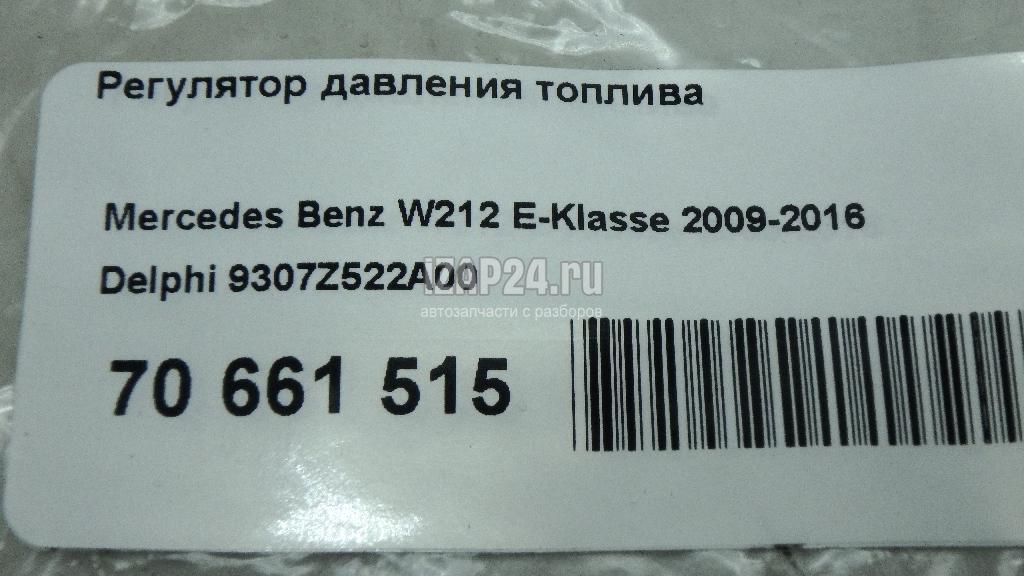 Регулятор давления топлива
Mercedes Benz W212 E-Klasse 2009-2016
Delphi 9307Z522A00
iZAP24.ru
автозапчасти с разборов
70 661 515